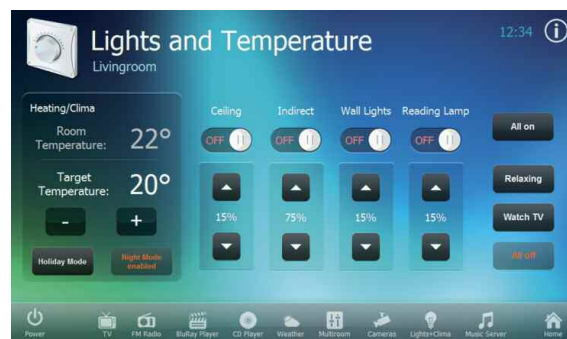 Lights and Temperature
12:34
i
Livingroom
Heating/Clima
Room
Temperature:
22°
Target
Temperature:
20°
-
+
Holiday Mode
Night Mode
enabled
Ceiling
Indirect
Wall Lights
Reading Lamp
OFF
OFF
OFF
OFF
15%
75%
15%
15%
All on
Relaxing
Watch TV
All off
Power
TV
FM Radio
BluRay Player
CD Player
Weather
Multiroom
Cameras
Lights+Clima
Music Server
Home